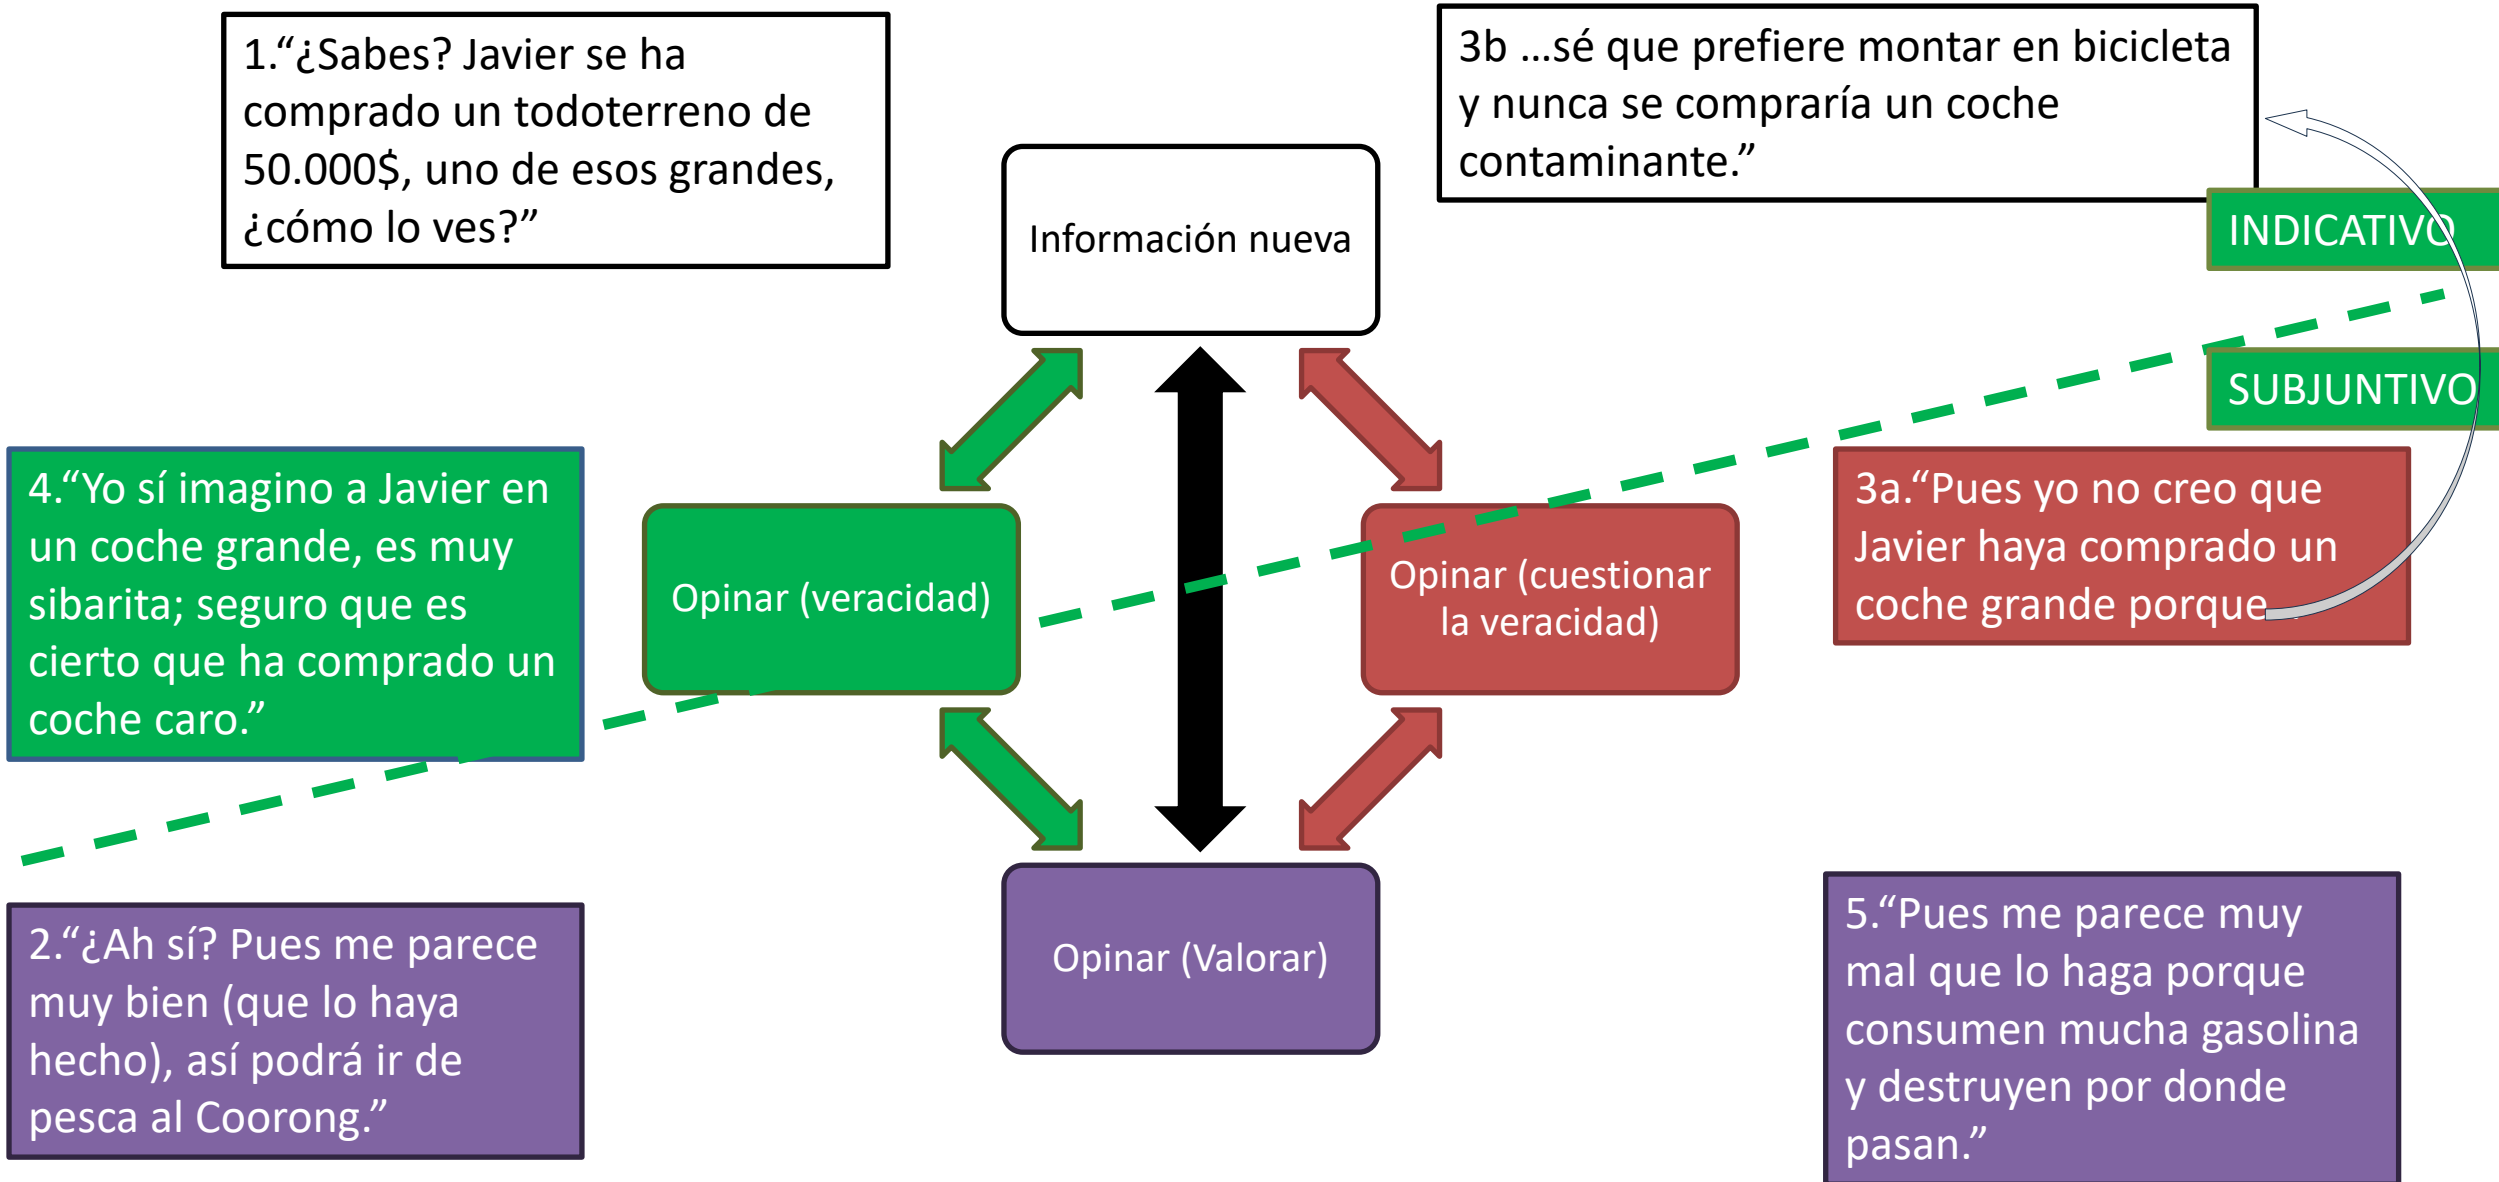 1.“¿Sabes? Javier se ha
comprado un todoterreno de
50.000$, uno de esos grandes,
¿cómo lo ves?”
3b …sé que prefiere montar en bicicleta
y nunca se compraría un coche
contaminante.”
Información nueva
INDICATIVO
SUBJUNTIVO
4.“Yo sí imagino a Javier en
un coche grande, es muy
sibarita; seguro que es
cierto que ha comprado un
coche caro.”
Opinar (veracidad)
Opinar (cuestionar
la veracidad)
3a.“Pues yo no creo que
Javier haya comprado un
coche grande porque
2.“¿Ah sí? Pues me parece
muy bien (que lo haya
hecho), así podrá ir de
pesca al Coorong.”
Opinar (Valorar)
5.“Pues me parece muy
mal que lo haga porque
consumen mucha gasolina
y destruyen por donde
pasan.”